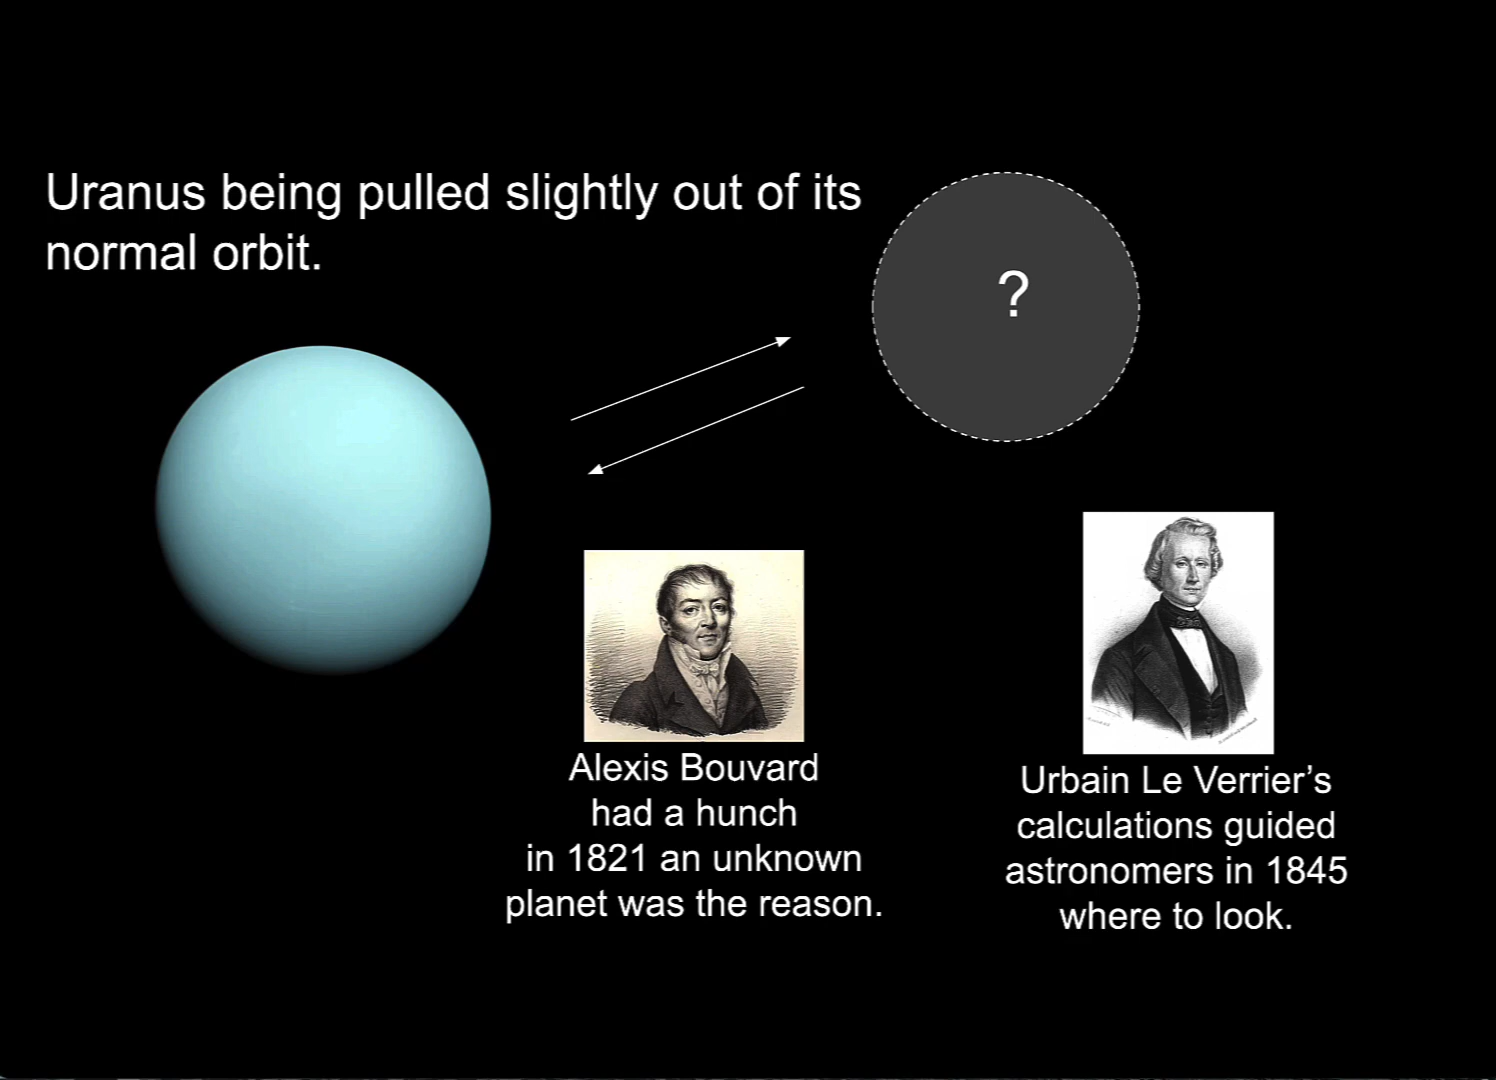 Uranus being pulled slightly out of its
normal orbit.
?
Alexis Bouvard
had a hunch
in 1821 an unknown
planet was the reason.
Urbain Le Verrier’s
calculations guided
astronomers in 1845
where to look.